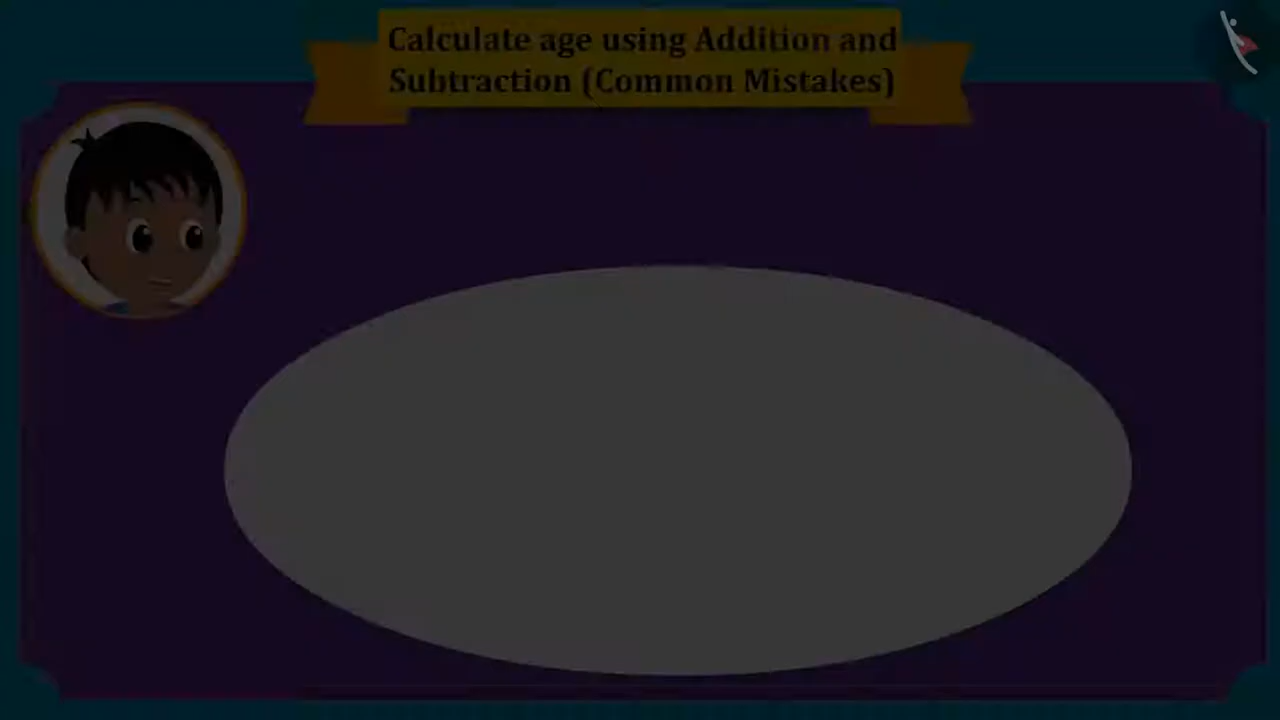 Calculate age using Addition and
Subtraction (Common Mistakes)